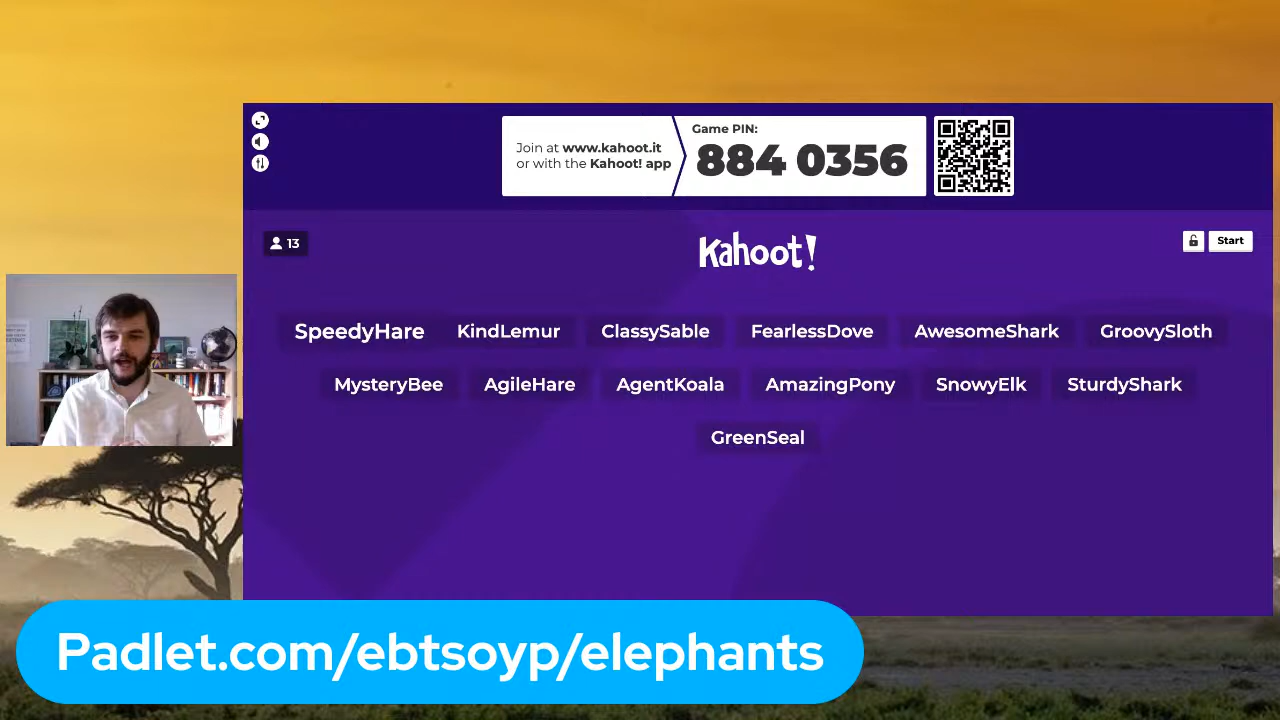 Join at www.kahoot.it
or with the Kahoot! app
Game PIN:
884 0356
13
Kahoot!
Start
SpeedyHare KindLemur ClassySable FearlessDove AwesomeShark GroovySloth
MysteryBee AgileHare AgentKoala AmazingPony SnowyElk SturdyShark
GreenSeal
Padlet.com/ebtsoyp/elephants